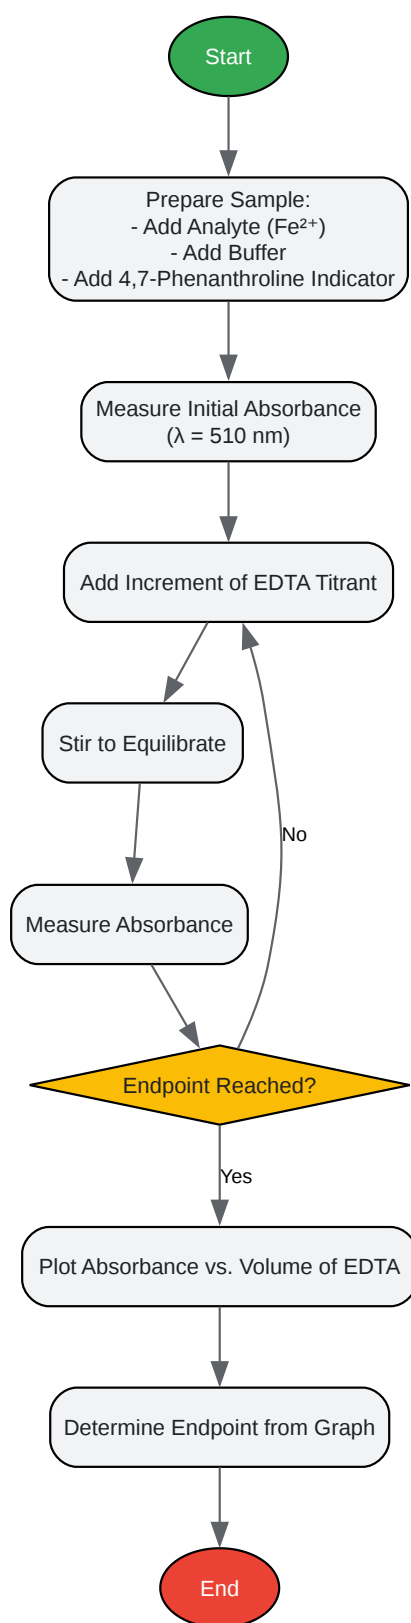 Start
Prepare Sample:
- Add Analyte (Fe²⁺)
- Add Buffer
- Add 4,7-Phenanthroline Indicator
Measure Initial Absorbance
(λ = 510 nm)
Add Increment of EDTA Titrant
Stir to Equilibrate
No
Measure Absorbance
Endpoint Reached?
Yes
Plot Absorbance vs. Volume of EDTA
Determine Endpoint from Graph
End